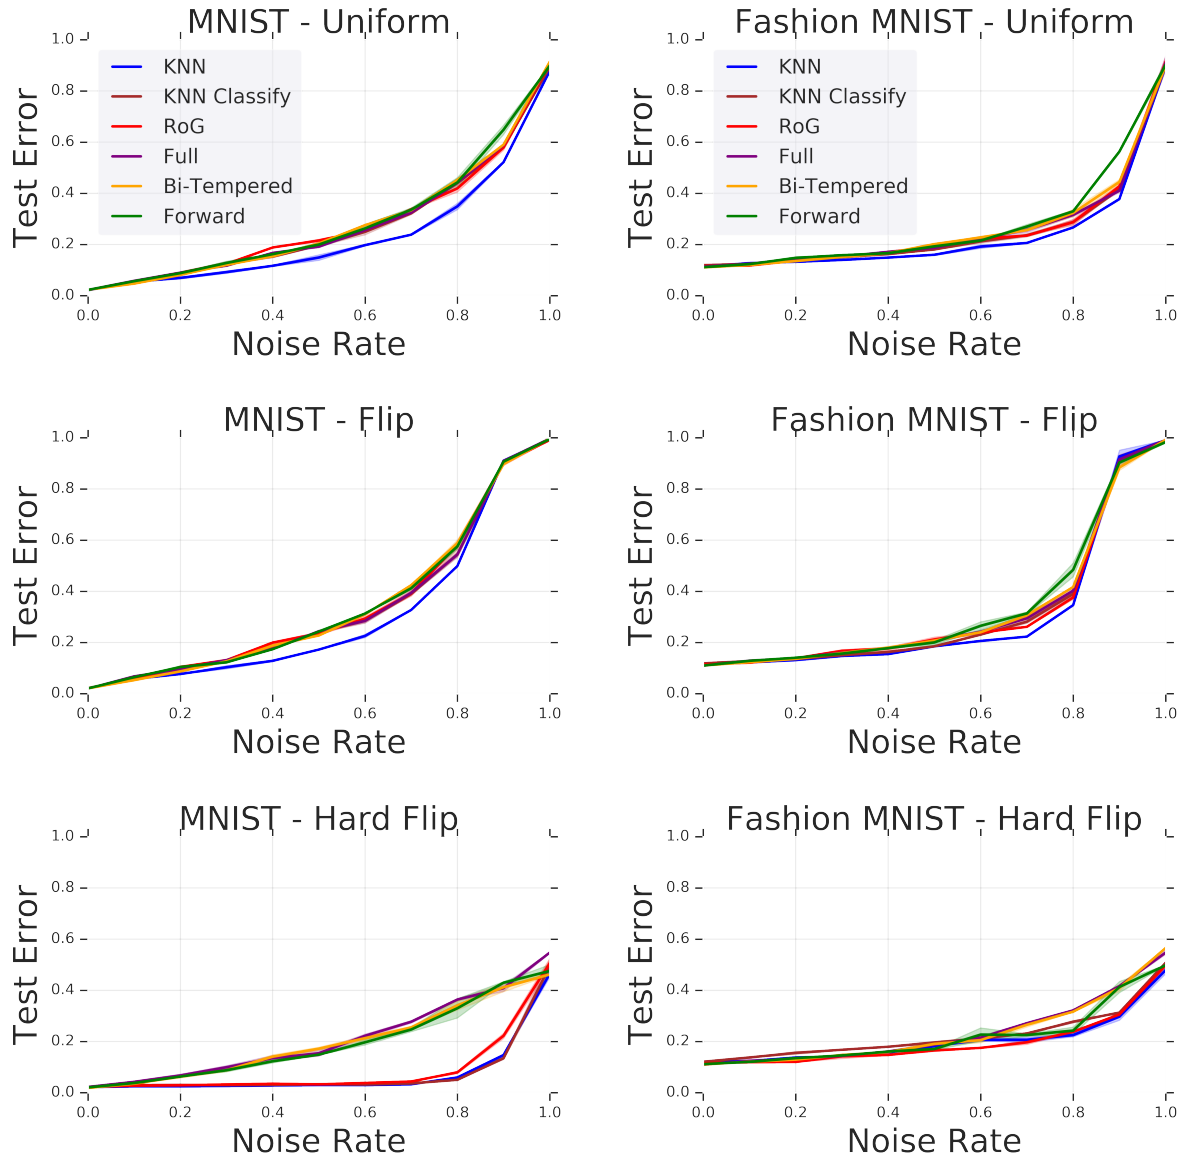 MNIST - Uniform
Test Error
1.0
0.8
0.6
0.4
0.2
0.0
KNN
KNN Classify
RoG
Full
Bi-Tempered
Forward
0.0 0.2 0.4 0.6 0.8 1.0
Noise Rate
Fashion MNIST - Uniform
Test Error
1.0
0.8
0.6
0.4
0.2
0.0
KNN
KNN Classify
RoG
Full
Bi-Tempered
Forward
0.0 0.2 0.4 0.6 0.8 1.0
Noise Rate
MNIST - Flip
Test Error
1.0
0.8
0.6
0.4
0.2
0.0
0.0 0.2 0.4 0.6 0.8 1.0
Noise Rate
Fashion MNIST - Flip
Test Error
1.0
0.8
0.6
0.4
0.2
0.0
0.0 0.2 0.4 0.6 0.8 1.0
Noise Rate
MNIST - Hard Flip
Test Error
1.0
0.8
0.6
0.4
0.2
0.0
0.0 0.2 0.4 0.6 0.8 1.0
Noise Rate
Fashion MNIST - Hard Flip
Test Error
1.0
0.8
0.6
0.4
0.2
0.0
0.0 0.2 0.4 0.6 0.8 1.0
Noise Rate